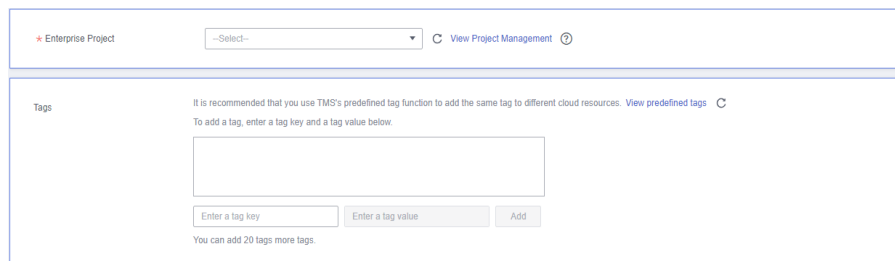 * Enterprise Project --Select-- View Project Management ?
Tags It is recommended that you use TMS's predefined tag function to add the same tag to different cloud resources. View predefined tags
To add a tag, enter a tag key and a tag value below.
Enter a tag key Enter a tag value Add
You can add 20 tags more tags.